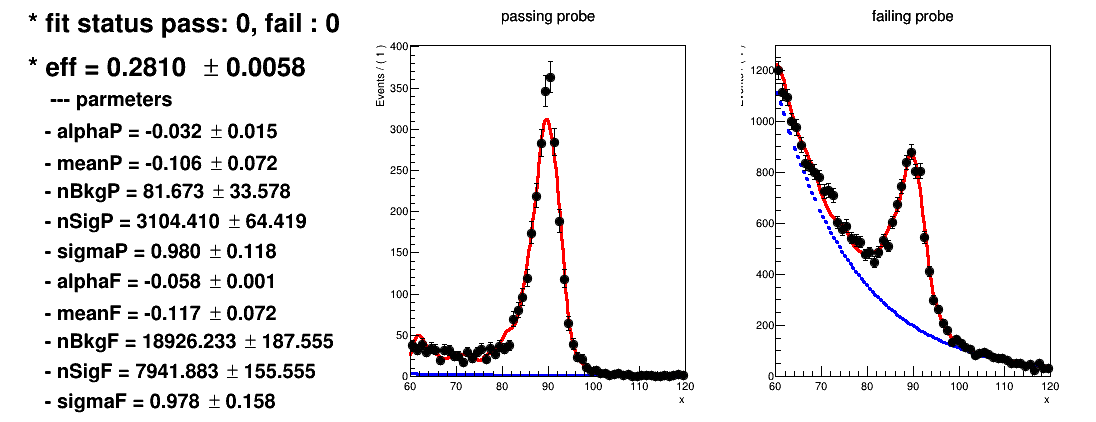 * fit status pass: 0, fail : 0
* eff = 0.2810 ± 0.0058
--- parmeters
- alphaP = -0.032 ± 0.015
- meanP = -0.106 ± 0.072
- nBkgP = 81.673 ± 33.578
- nSigP = 3104.410 ± 64.419
- sigmaP = 0.980 ± 0.118
- alphaF = -0.058 ± 0.001
- meanF = -0.117 ± 0.072
- nBkgF = 18926.233 ± 187.555
- nSigF = 7941.883 ± 155.555
- sigmaF = 0.978 ± 0.158
passing probe
Events / ( 1 )
400
350
300
250
200
150
100
50
0
60 70 80 90 100 110 120
x
failing probe
1200
1000
800
600
400
200
0
60 70 80 90 100 110 120
x